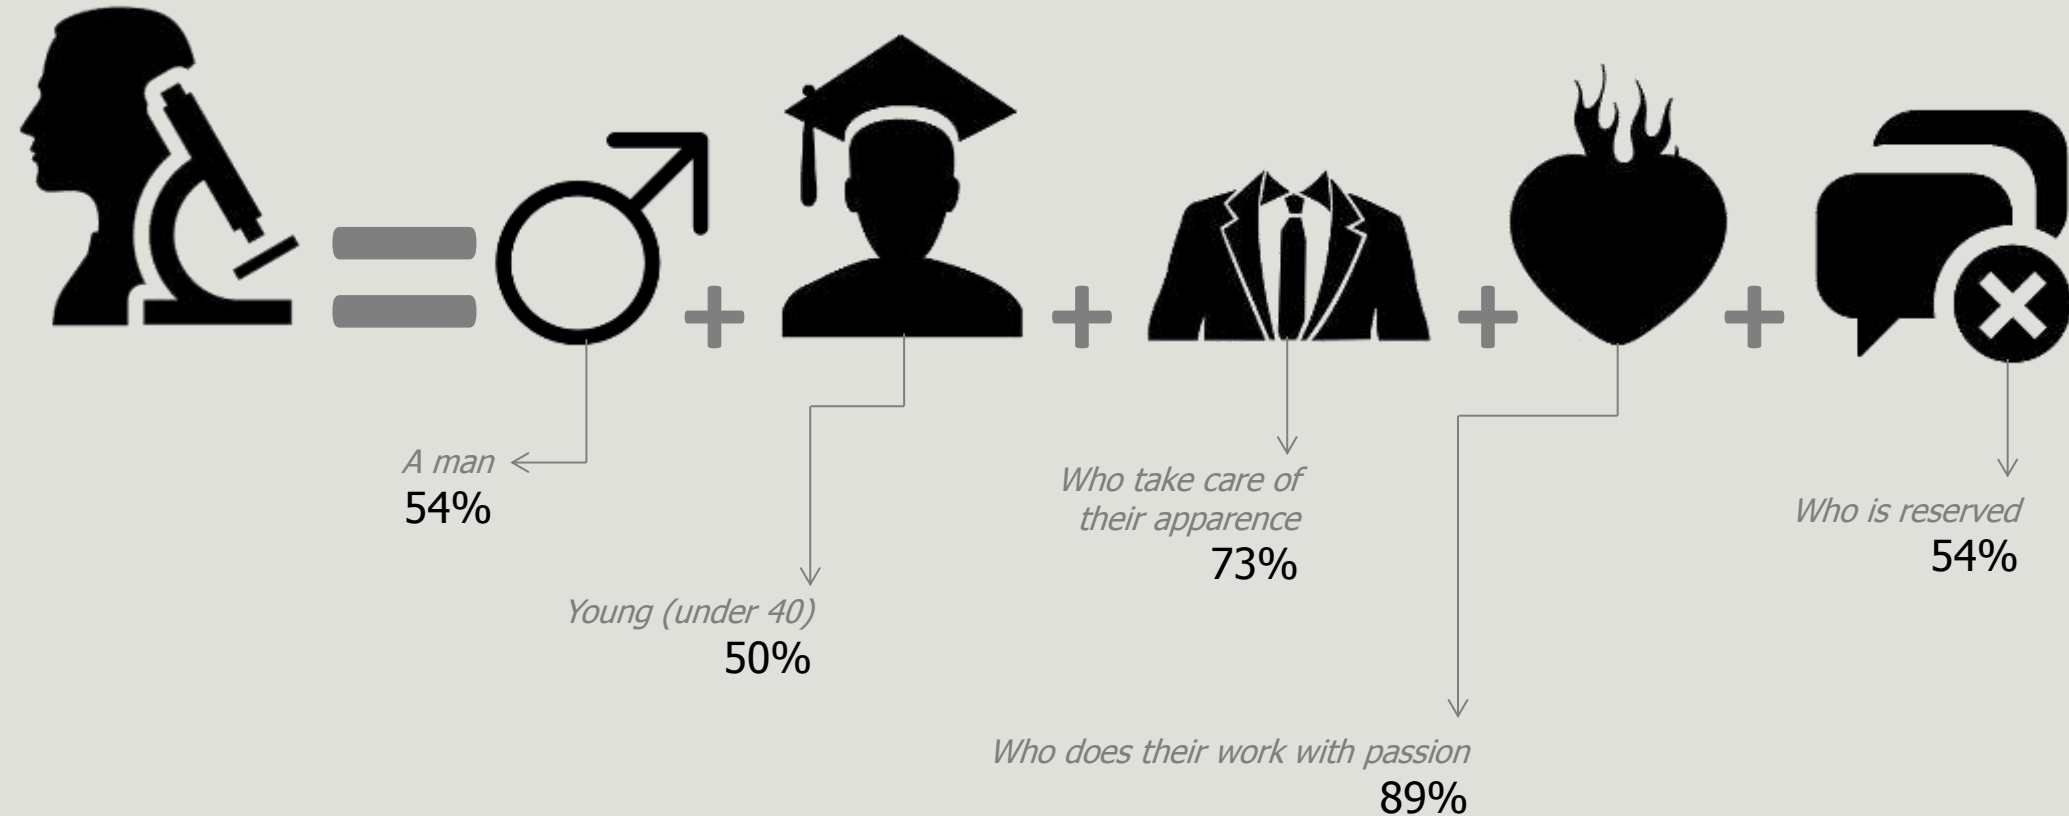 A man
54%
Young (under 40)
50%
Who take care of
their apparence
73%
Who does their work with passion
89%
Who is reserved
54%